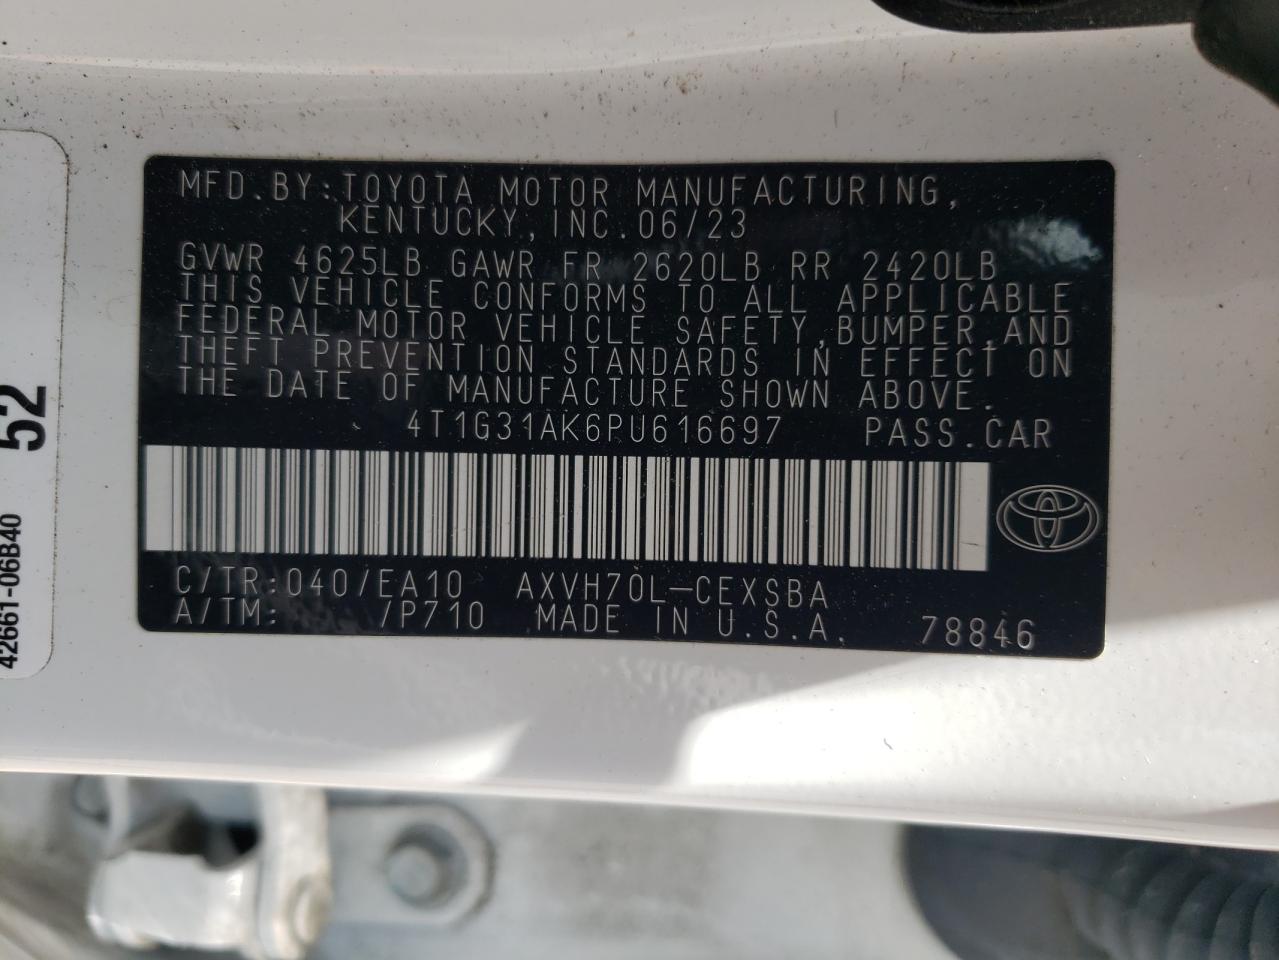 MFD.BY:TOYOTA MOTOR MANUFACTURING,
KENTUCKY,INC.06/23
GVWR 4625LB GAWR FR 2620LB RR 2420LB
THIS VEHICLE CONFORMS TO ALL APPLICABLE
FEDERAL MOTOR VEHICLE SAFETY,BUMPER,AND
THEFT PREVENTION STANDARDS IN EFFECT ON
THE DATE OF MANUFACTURE SHOWN ABOVE.
4T1G31AK6PU616697 PASS.CAR
C/TR:040/EA10 AXVH70L-CEXSBA
A/TM: /P710 MADE IN U.S.A. 78846
52
42661-06B40